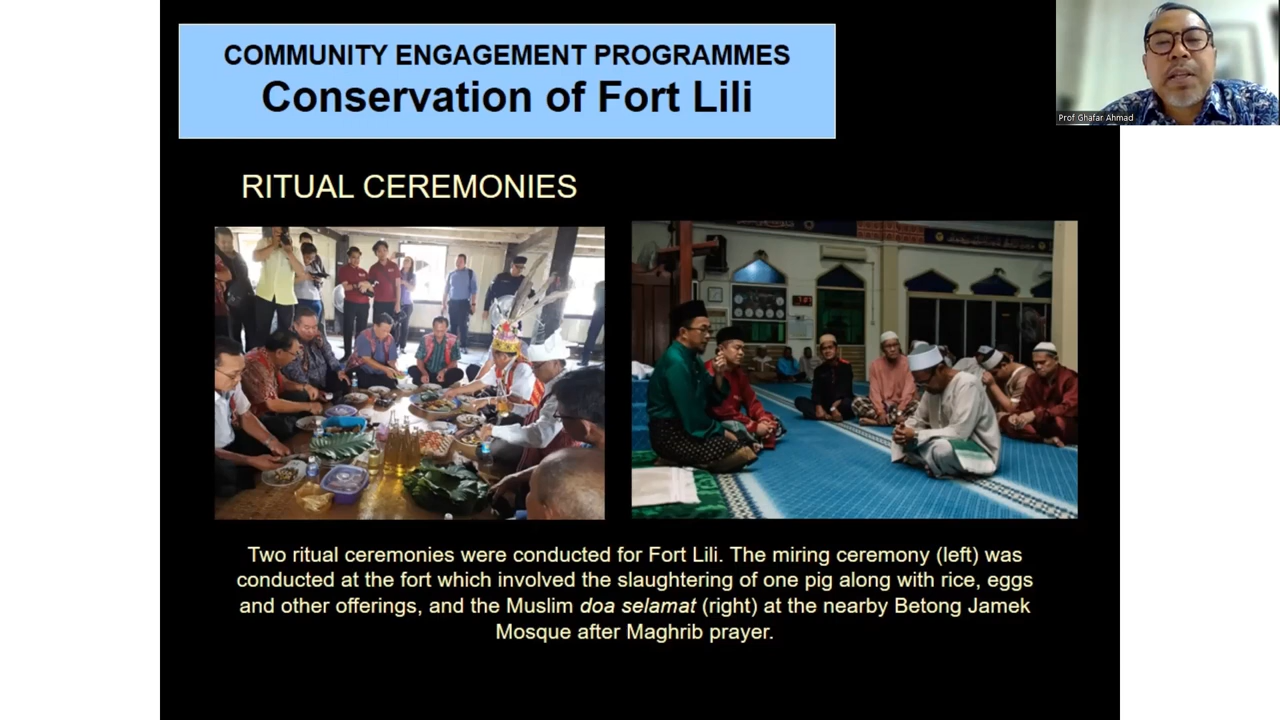 COMMUNITY ENGAGEMENT PROGRAMMES
Conservation of Fort Lili
Prof Ghafar Ahmad
RITUAL CEREMONIES
Two ritual ceremonies were conducted for Fort Lili. The miring ceremony (left) was
conducted at the fort which involved the slaughtering of one pig along with rice, eggs
and other offerings, and the Muslim doa selamat (right) at the nearby Betong Jamek
Mosque after Maghrib prayer.